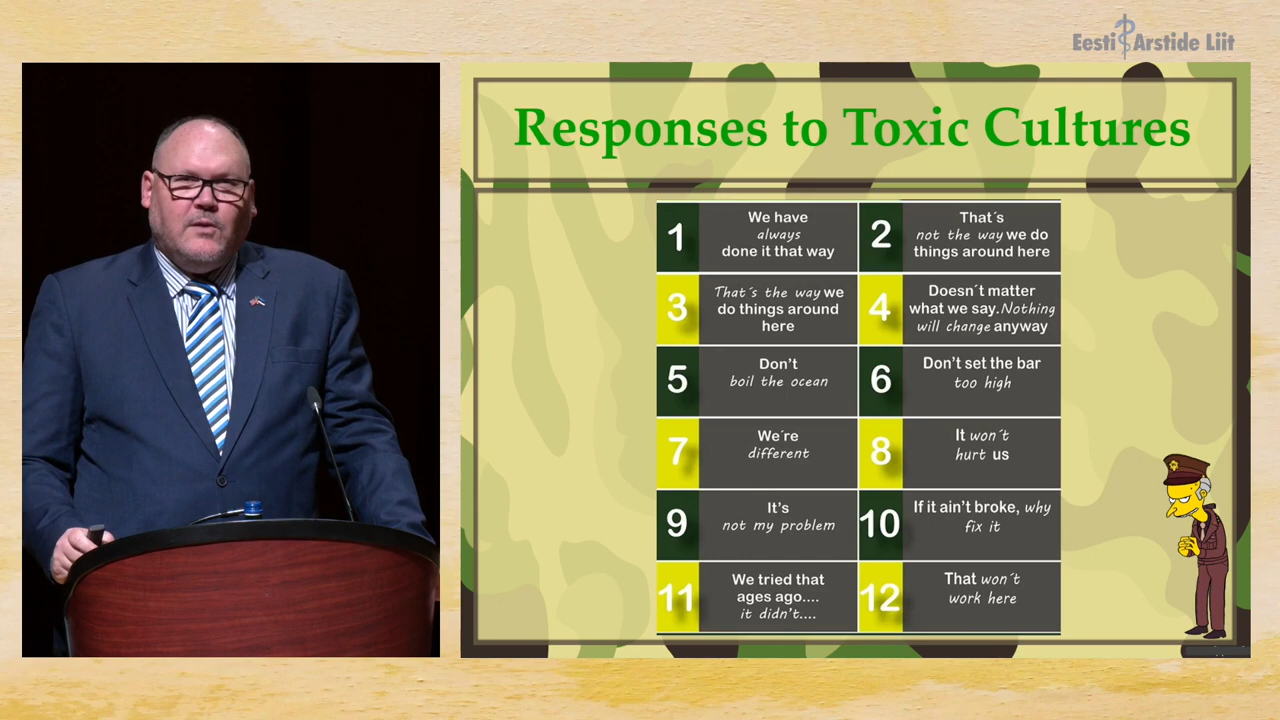 Eesti Arstide Liit
Responses to Toxic Cultures
1
We have
always
done it that way
2
That´s
not the way we do
things around here
3
That´s the way we
do things around
here
4
Doesn´t matter
what we say. Nothing
will change anyway
5
Don’t
boil the ocean
6
Don’t set the bar
too high
7
We´re
different
8
It won´t
hurt us
9
It’s
not my problem
10
If it ain’t broke, why
fix it
11
We tried that
ages ago....
it didn’t....
12
That won´t
work here